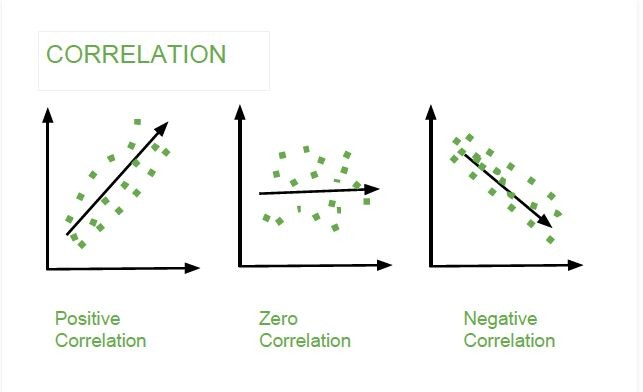 CORRELATION
Positive
Correlation
Zero
Correlation
Negative
Correlation